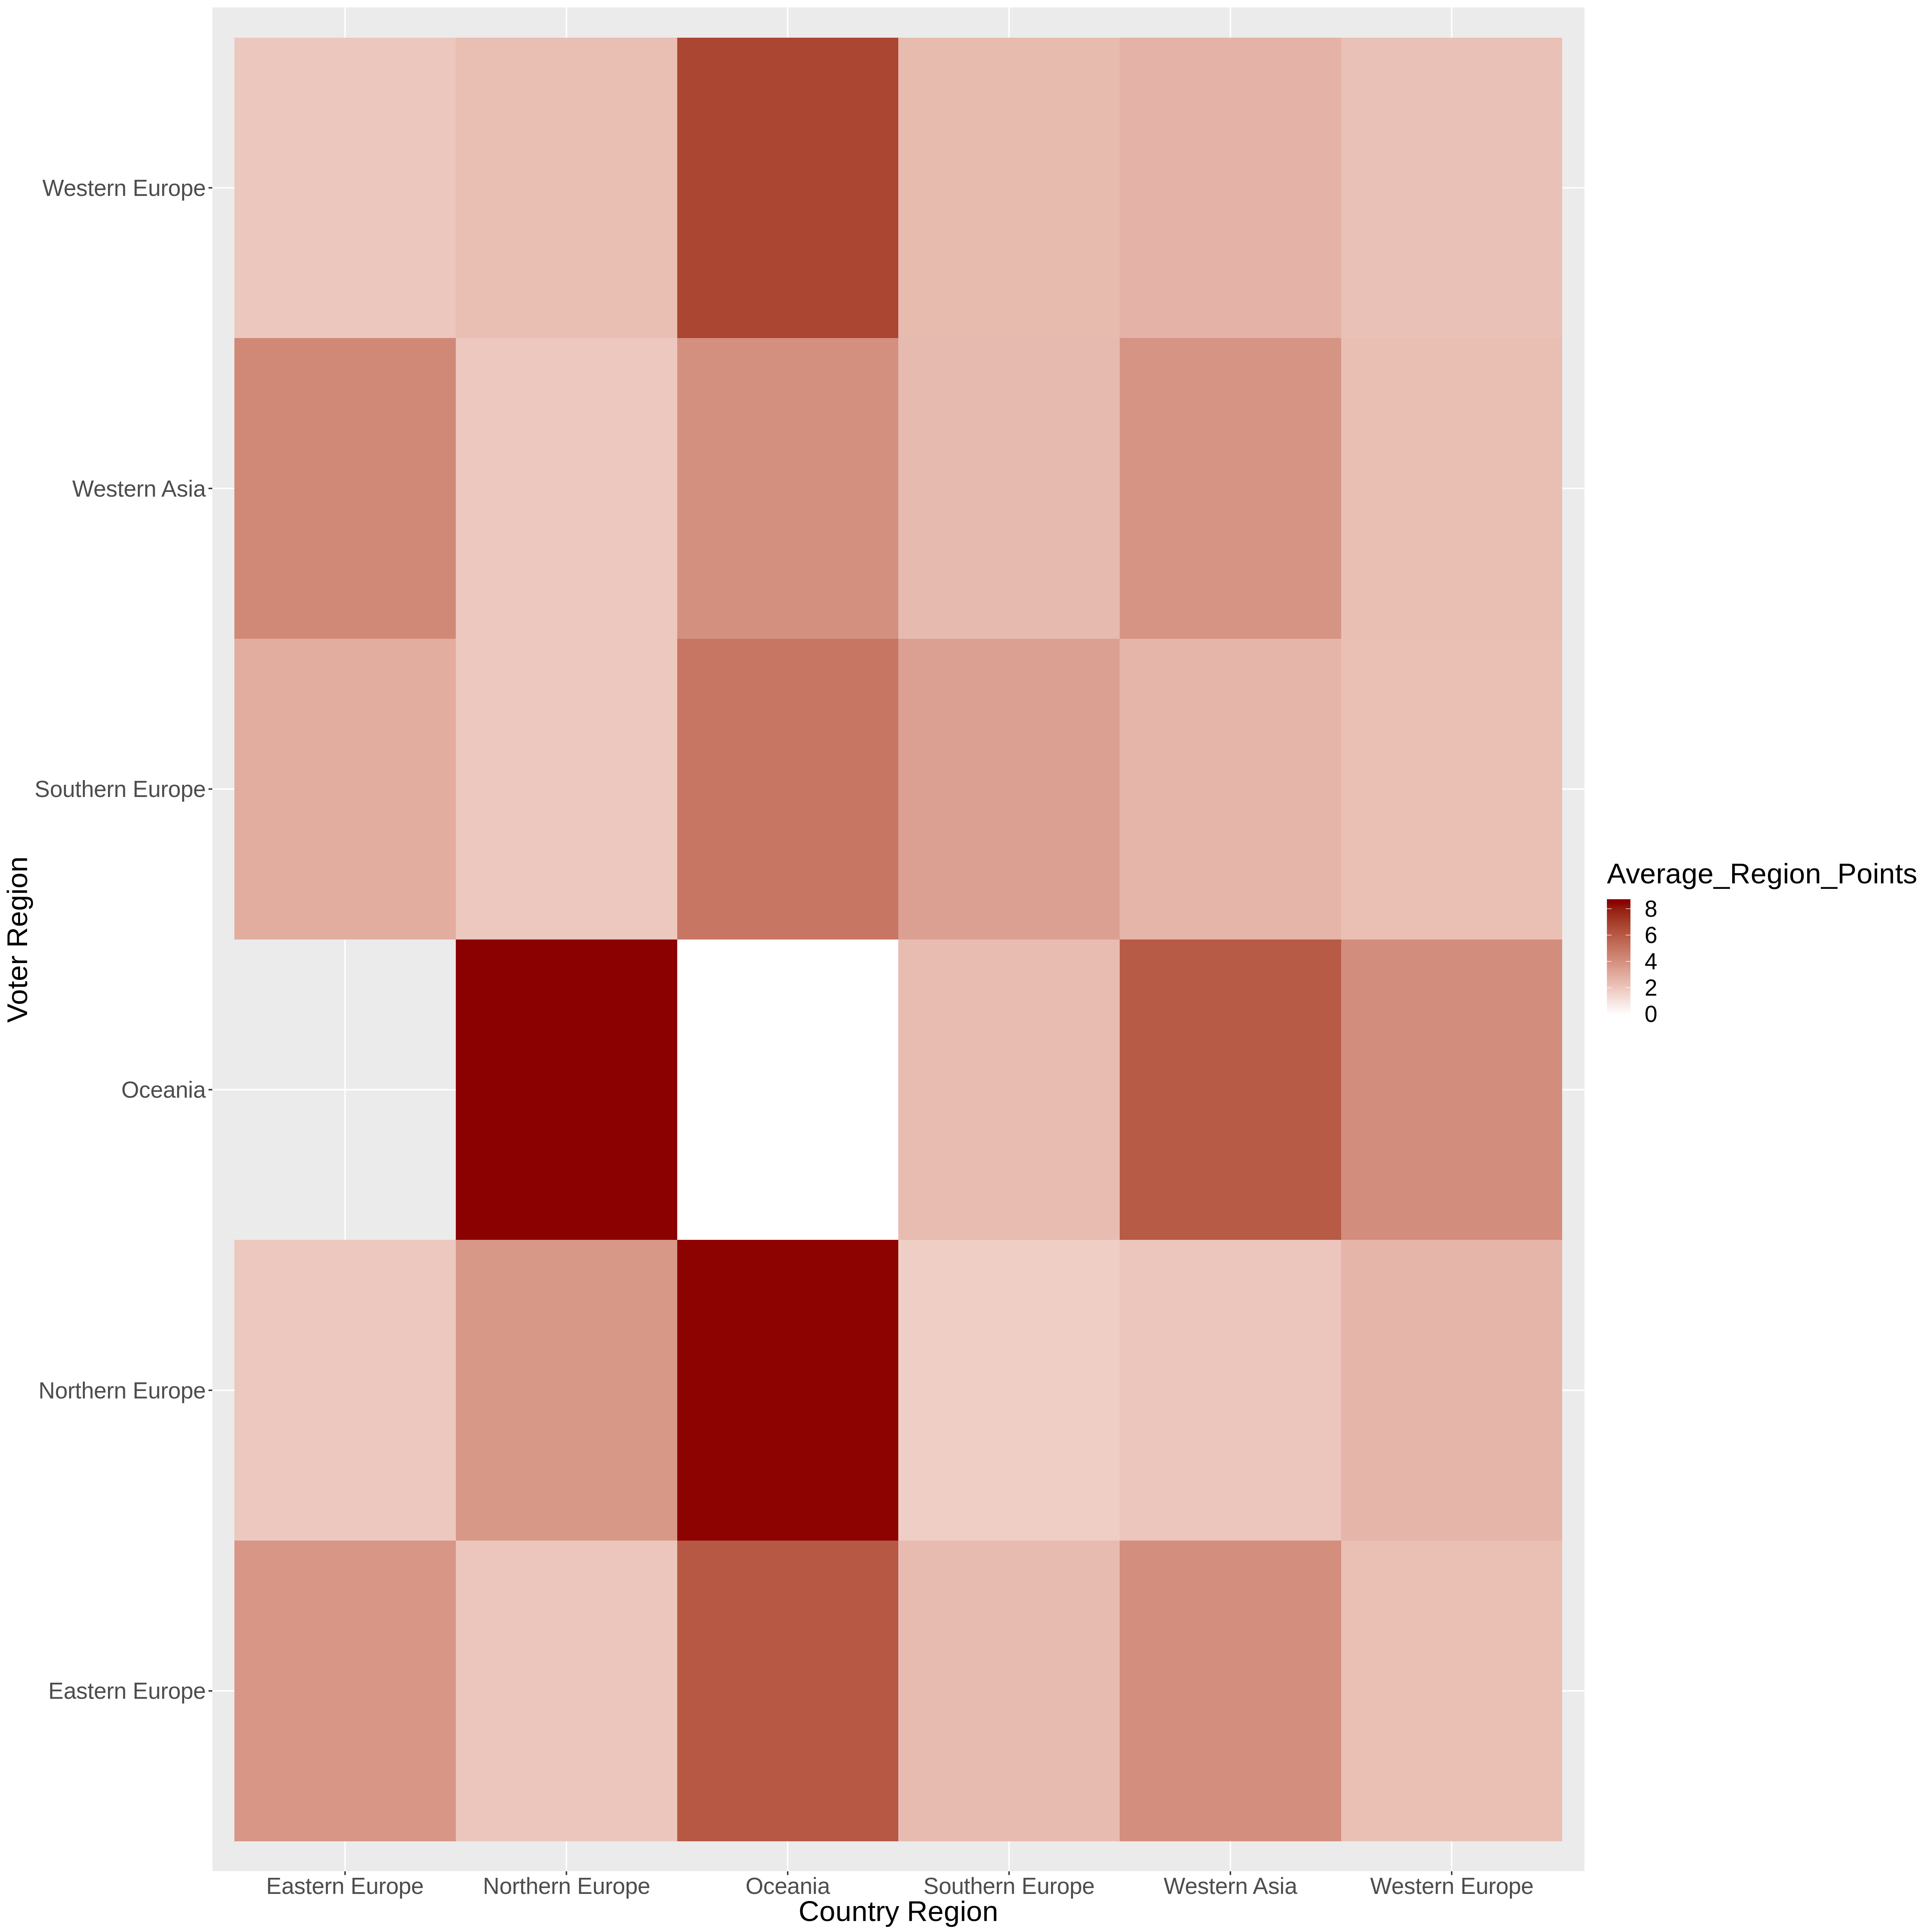 Western Europe
Western Asia
Southern Europe
Oceania
Northern Europe
Eastern Europe
Voter Region
Eastern Europe
Northern Europe
Oceania
Southern Europe
Western Asia
Western Europe
Country Region
Average_Region_Points
8
6
4
2
0